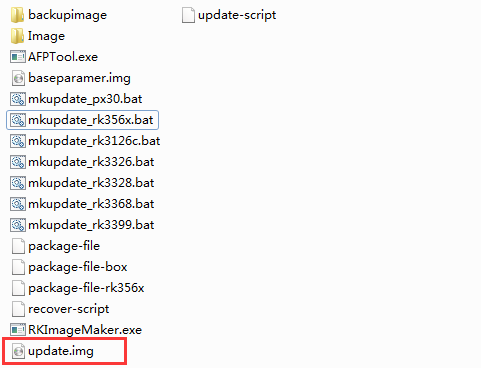 backupimage
Image
AFPTool.exe
baseparamer.img
mkupdate_px30.bat
mkupdate_rk356x.bat
mkupdate_rk3126c.bat
mkupdate_rk3326.bat
mkupdate_rk3328.bat
mkupdate_rk3368.bat
mkupdate_rk3399.bat
package-file
package-file-box
package-file-rk356x
recover-script
RKImageMaker.exe
update.img
update-script